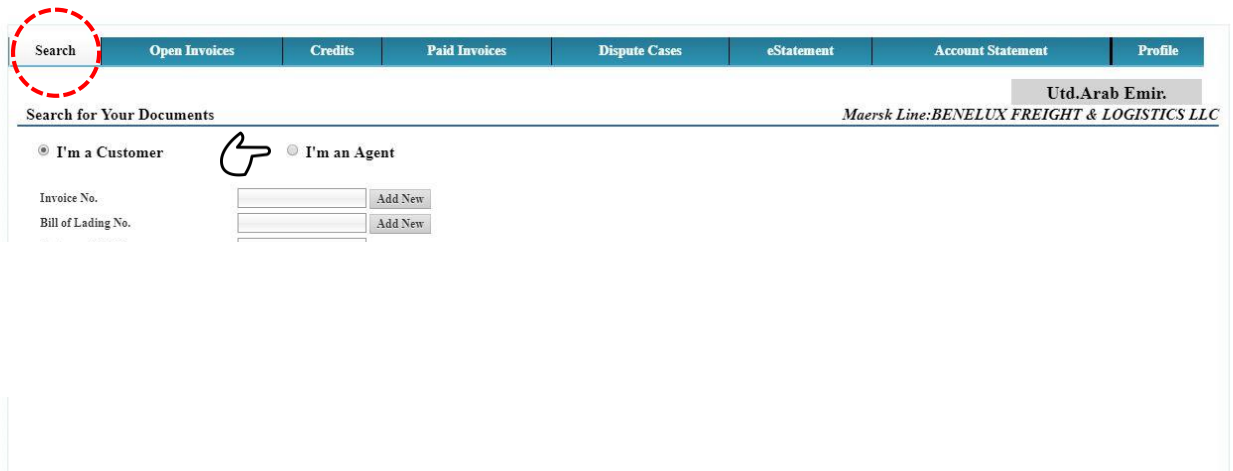 Search Open Invoices Credits Paid Invoices Dispute Cases eStatement Account Statement Profile
Utd.Arab Emir.
Search for Your Documents Maersk Line:BENELUX FREIGHT & LOGISTICS LLC
I'm a Customer I'm an Agent
Invoice No. Add New
Bill of Lading No. Add New